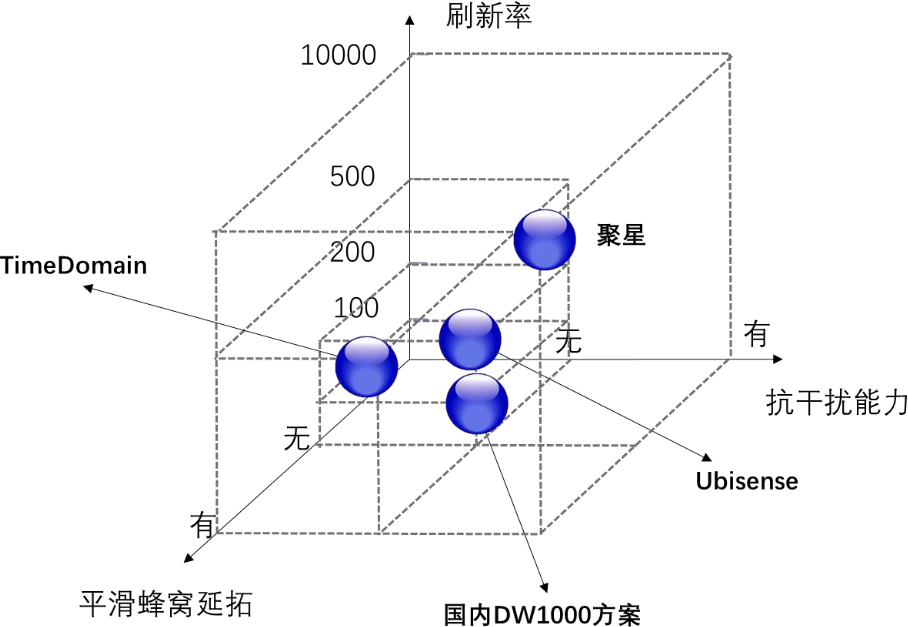 刷新率
10000
500
聚星
200
TimeDomain
100
无
有
抗干扰能力
无
Ubisense
有
平滑蜂窝延拓
国内DW1000方案